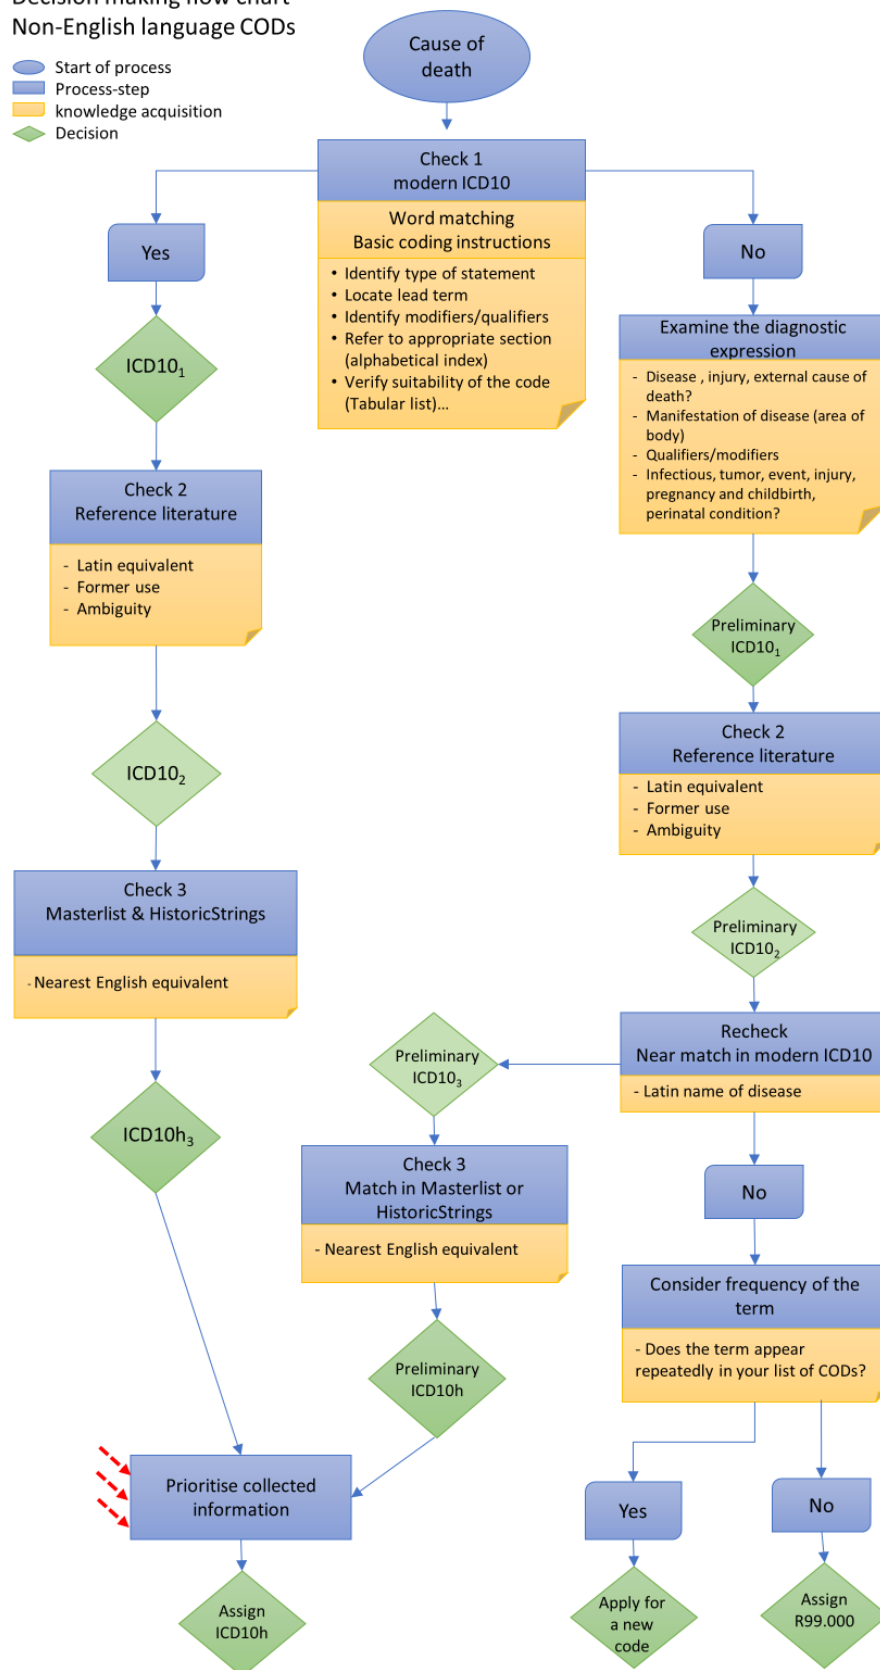 Decision making flow chart
Non-English language CODs
Start of process
Process-step
knowledge acquisition
Decision
Cause of
death
Check 1
modern ICD10
Word matching
Basic coding instructions
• Identify type of statement
• Locate lead term
• Identify modifiers/qualifiers
• Refer to appropriate section
(alphabetical index)
• Verify suitability of the code
(Tabular list)...
Yes
ICD10₁
Check 2
Reference literature
- Latin equivalent
- Former use
- Ambiguity
ICD10₂
Check 3
Masterlist & HistoricStrings
- Nearest English equivalent
ICD10h₃
No
Examine the diagnostic
expression
- Disease , injury, external cause of
death?
- Manifestation of disease (area of
body)
- Qualifiers/modifiers
- Infectious, tumor, event, injury,
pregnancy and childbirth,
perinatal condition?
Preliminary
ICD10₁
Check 2
Reference literature
- Latin equivalent
- Former use
- Ambiguity
Preliminary
ICD10₂
Recheck
Near match in modern ICD10
- Latin name of disease
Preliminary
ICD10₃
Check 3
Match in Masterlist or
HistoricStrings
- Nearest English equivalent
Preliminary
ICD10h
Prioritise collected
information
Assign
ICD10h
No
Consider frequency of the
term
- Does the term appear
repeatedly in your list of CODs?
Yes
Apply for
a new
code
No
Assign
R99.000